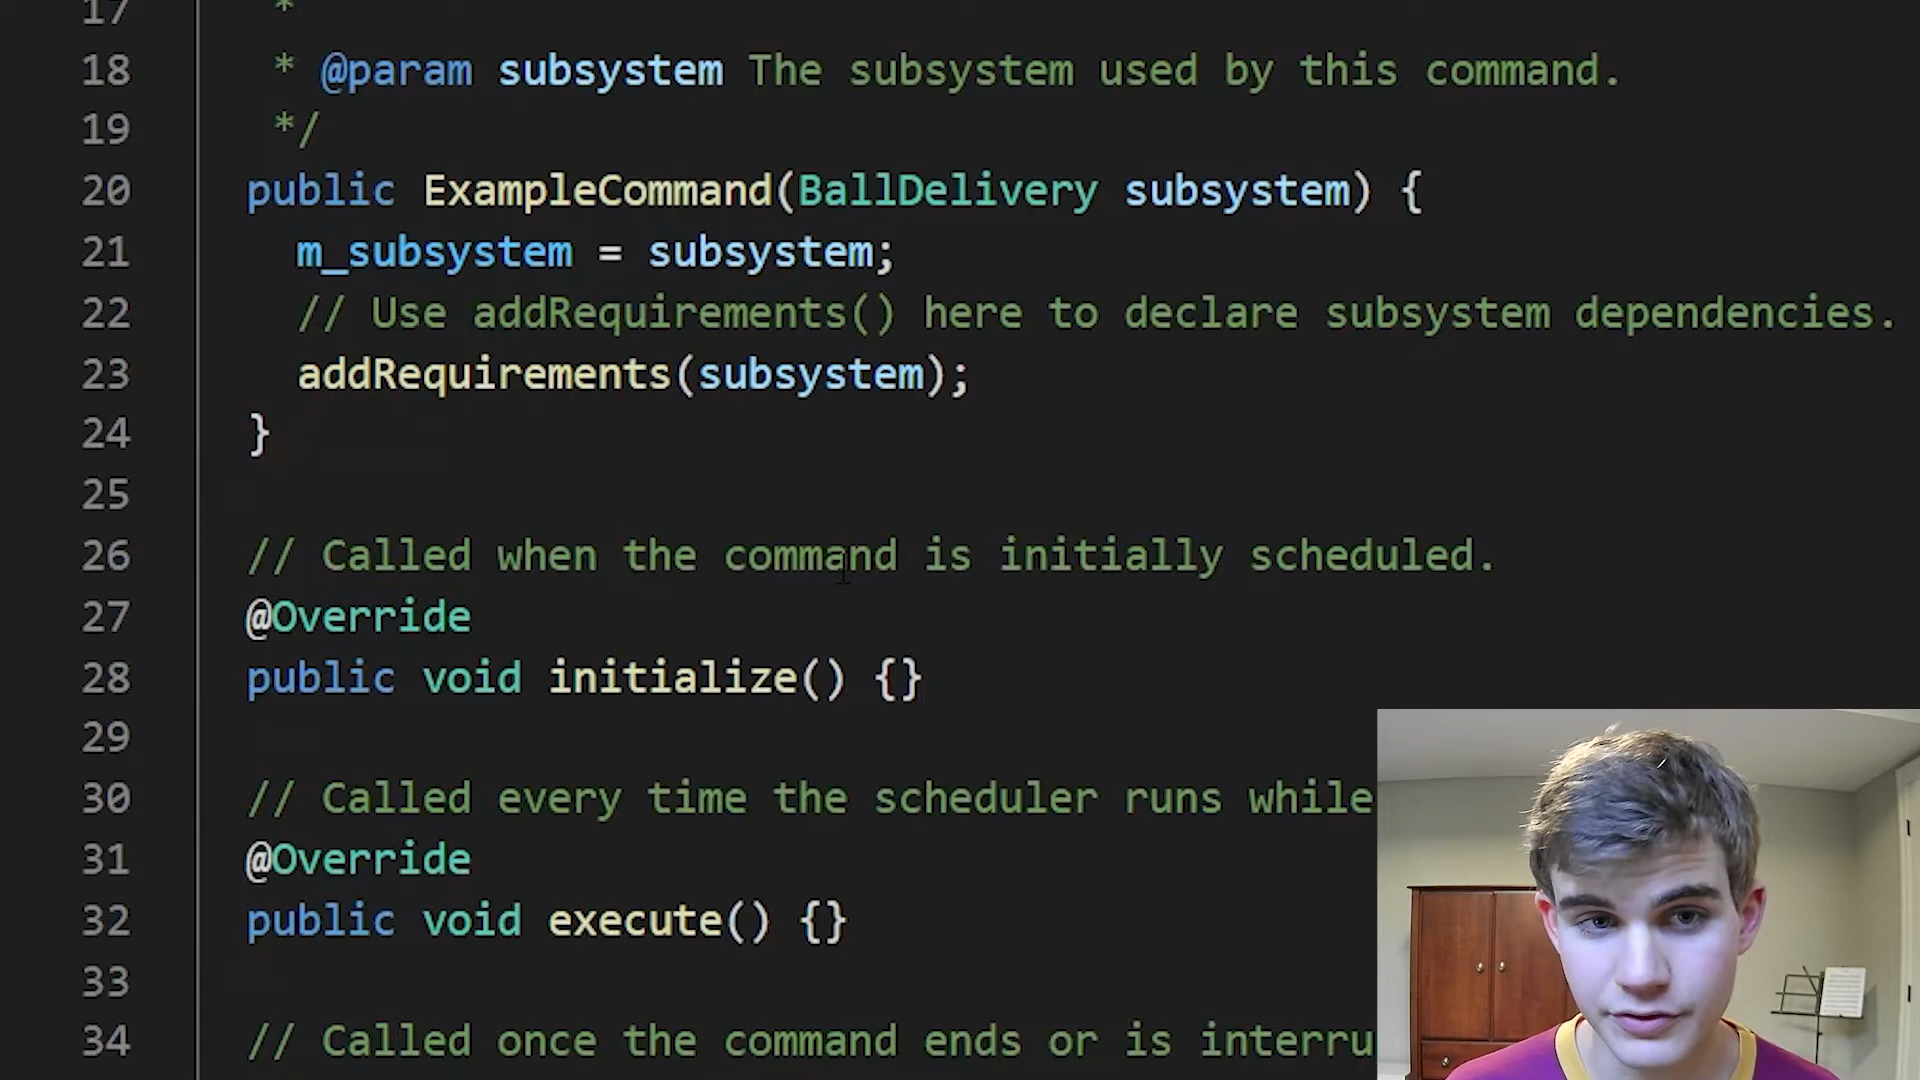 17 *
18 * @param subsystem The subsystem used by this command.
19 */
20 public ExampleCommand(BallDelivery subsystem) {
21 m_subsystem = subsystem;
22 // Use addRequirements() here to declare subsystem dependencies.
23 addRequirements(subsystem);
24 }
25
26 // Called when the command is initially scheduled.
27 @Override
28 public void initialize() {}
29
30 // Called every time the scheduler runs while
31 @Override
32 public void execute() {}
33
34 // Called once the command ends or is interru